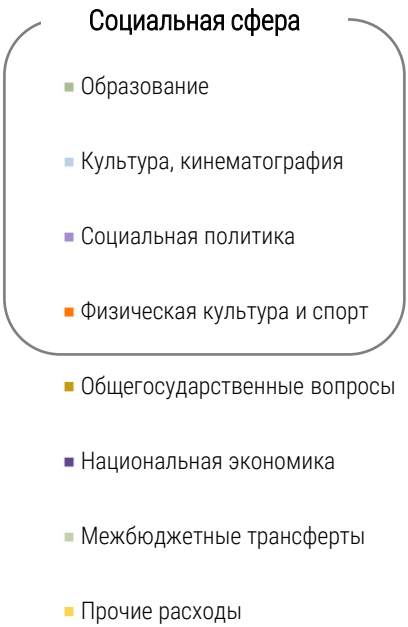 Социальная сфера
Образование
Культура, кинематография
Социальная политика
Физическая культура и спорт
Общегосударственные вопросы
Национальная экономика
Межбюджетные трансферты
Прочие расходы